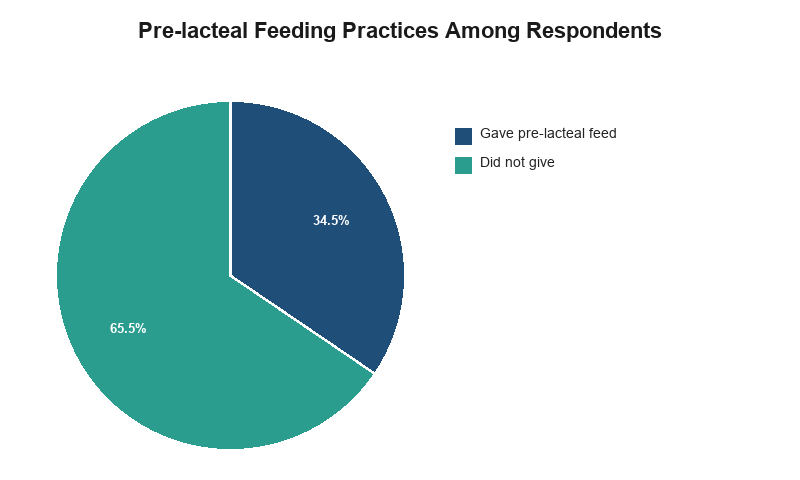 Pre-lacteal Feeding Practices Among Respondents
Gave pre-lacteal feed
Did not give
34.5%
65.5%